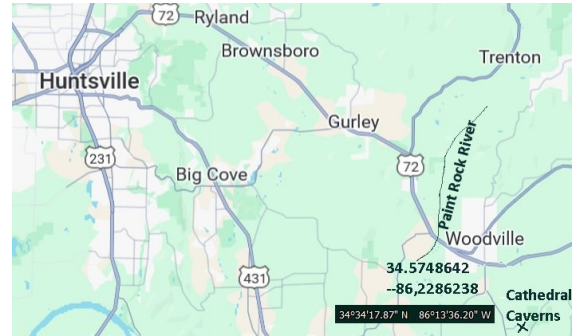 72
Ryland
Brownsboro
Trenton
Huntsville
Gurley
231
72
Paint Rock River
Big Cove
Woodville
431
34.5748642
--86,2286238
34°34'17.87" N 86°13'36.20" W
Cathedral
Caverns